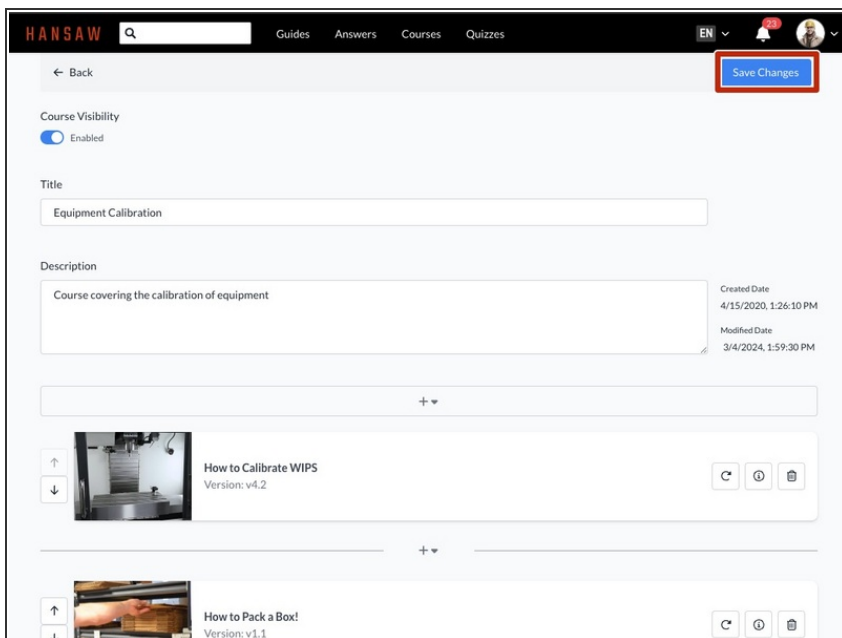 HANSAW
Guides Answers Courses Quizzes
EN
23
← Back
Save Changes
Course Visibility
Enabled
Title
Equipment Calibration
Description
Course covering the calibration of equipment
Created Date
4/15/2020, 1:26:10 PM
Modified Date
3/4/2024, 1:59:30 PM
How to Calibrate WIPS
Version: v4.2
How to Pack a Box!
Version: v1.1